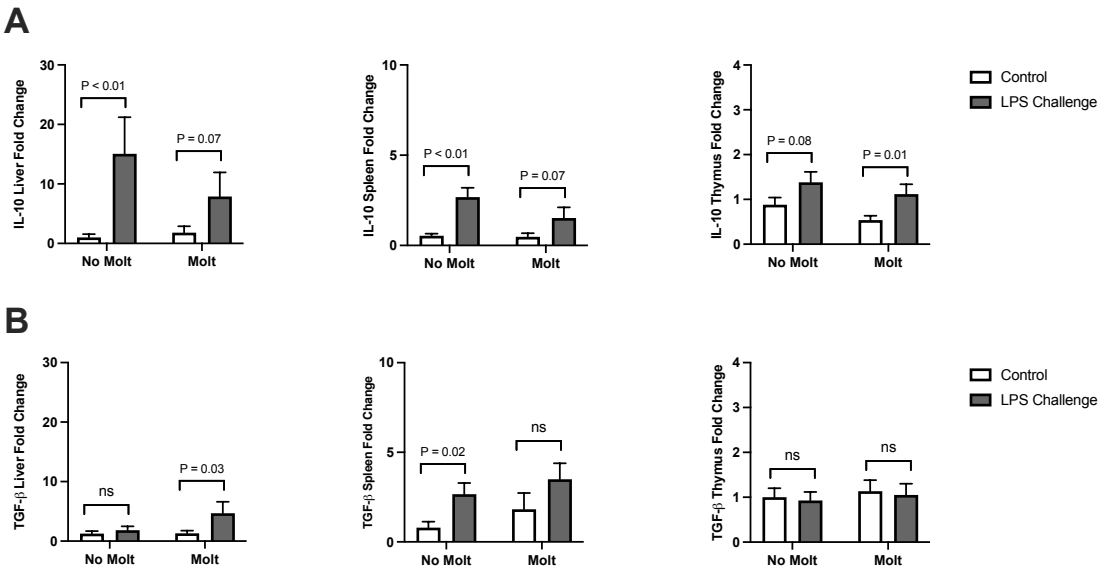 A
IL-10 Liver Fold Change
30
20
10
0
P < 0.01
P = 0.07
No Molt
Molt
IL-10 Spleen Fold Change
10
5
0
P < 0.01
P = 0.07
No Molt
Molt
IL-10 Thymus Fold Change
4
3
2
1
0
P = 0.08
P = 0.01
No Molt
Molt
Control
LPS Challenge
B
TGF-β Liver Fold Change
30
20
10
0
ns
P = 0.03
No Molt
Molt
TGF-β Spleen Fold Change
10
5
0
P = 0.02
ns
No Molt
Molt
TGF-β Thymus Fold Change
4
3
2
1
0
ns
ns
No Molt
Molt
Control
LPS Challenge